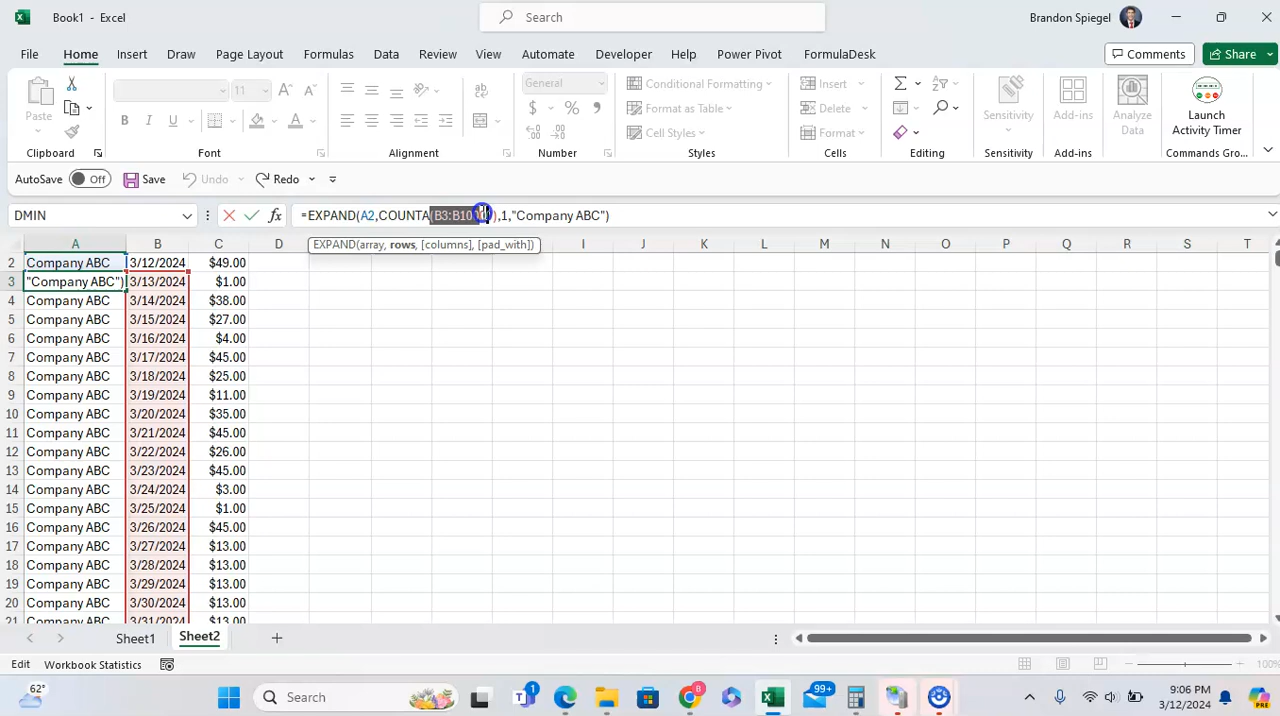 Book1 - Excel
Search
Brandon Spiegel
File Home Insert Draw Page Layout Formulas Data Review View Automate Developer Help Power Pivot FormulaDesk
Comments Share
Paste
11
B I U
A
ab
General
$ % 9
Conditional Formatting
Format as Table
Cell Styles
Insert
Delete
Format
Sensitivity
Add-ins
Analyze Data
Launch Activity Timer
Clipboard Font Alignment Number Styles Cells Editing Sensitivity Add-ins Commands Gro...
AutoSave Off Save Undo Redo
DMIN
fx
=EXPAND(A2,COUNTA(B3:B10 ),1,"Company ABC")
EXPAND(array, rows, [columns], [pad_with])
A B C D I J K L M N O P Q R S T
2 Company ABC 3/12/2024 $49.00
3 "Company ABC") 3/13/2024 $1.00
4 Company ABC 3/14/2024 $38.00
5 Company ABC 3/15/2024 $27.00
6 Company ABC 3/16/2024 $4.00
7 Company ABC 3/17/2024 $45.00
8 Company ABC 3/18/2024 $25.00
9 Company ABC 3/19/2024 $11.00
10 Company ABC 3/20/2024 $35.00
11 Company ABC 3/21/2024 $45.00
12 Company ABC 3/22/2024 $26.00
13 Company ABC 3/23/2024 $45.00
14 Company ABC 3/24/2024 $3.00
15 Company ABC 3/25/2024 $1.00
16 Company ABC 3/26/2024 $45.00
17 Company ABC 3/27/2024 $13.00
18 Company ABC 3/28/2024 $13.00
19 Company ABC 3/29/2024 $13.00
20 Company ABC 3/30/2024 $13.00
21 Company ABC 3/31/2024 $13.00
Sheet1 Sheet2
Edit Workbook Statistics
100%
62°
Search
1
8
99+
9:06 PM
3/12/2024